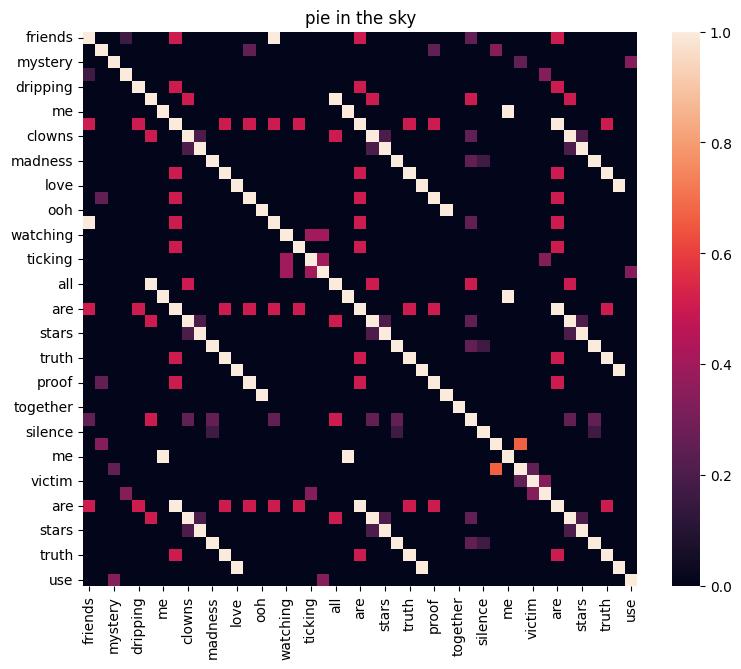 pie in the sky
friends
mystery
dripping
me
clowns
madness
love
ooh
watching
ticking
all
are
stars
truth
proof
together
silence
me
victim
are
stars
truth
use
friends
mystery
dripping
me
clowns
madness
love
ooh
watching
ticking
all
are
stars
truth
proof
together
silence
me
victim
are
stars
truth
use
1.0
0.8
0.6
0.4
0.2
0.0